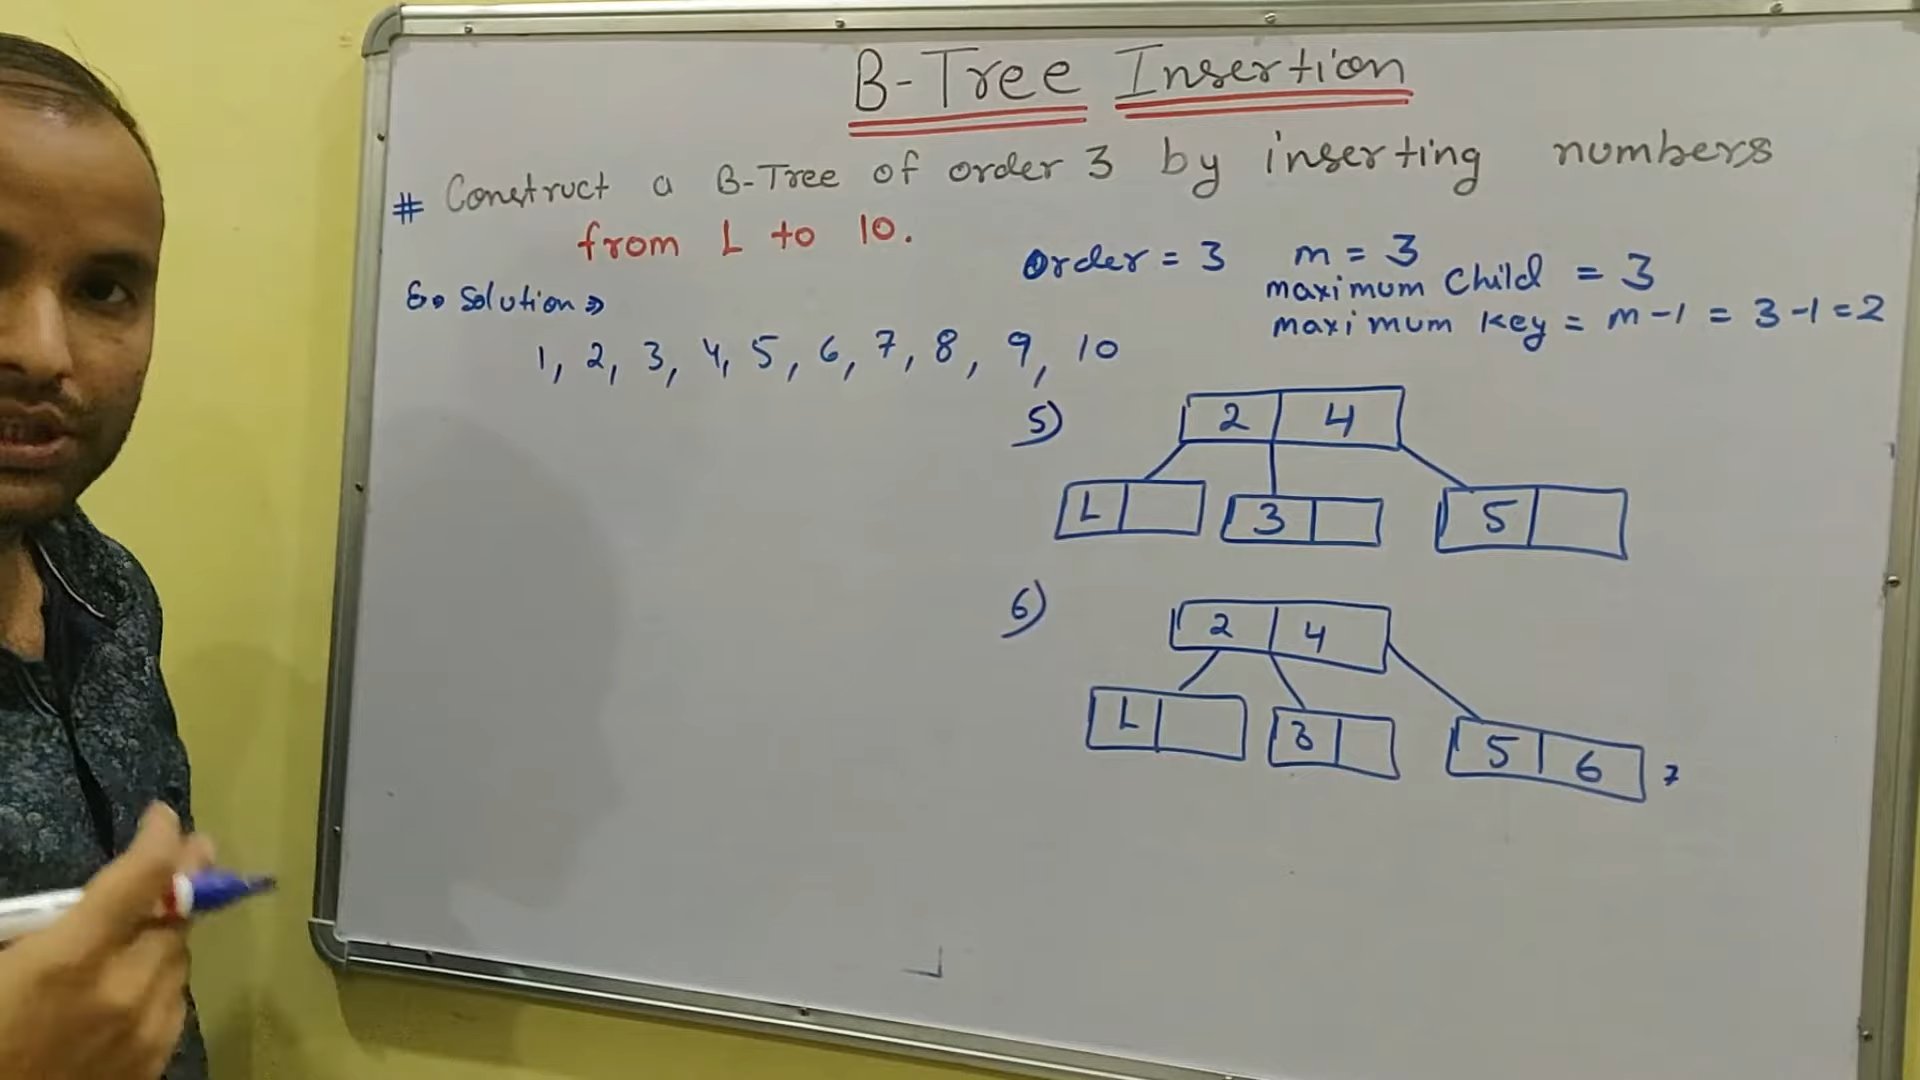 B-Tree Insertion
# Construct a B-Tree of order 3 by inserting numbers
from 1 to 10.
Order = 3 m = 3
maximum Child = 3
maximum key = m-1 = 3-1=2
Solution ⇒
1, 2, 3, 4, 5, 6, 7, 8, 9, 10
5)
2 4
1 3 5
6)
2 4
1 3 5 6 7